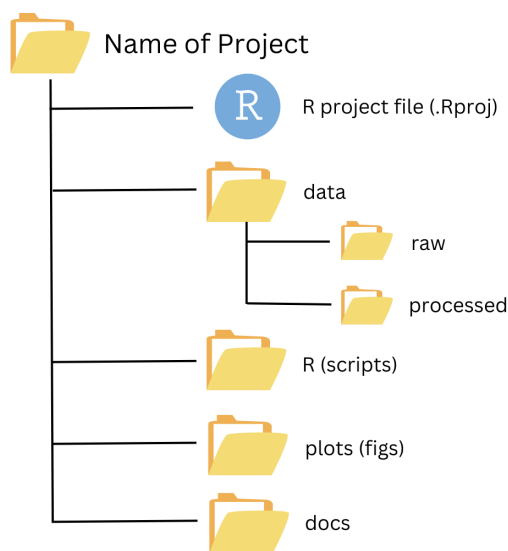 Name of Project
R
R project file (.Rproj)
data
raw
processed
R (scripts)
plots (figs)
docs